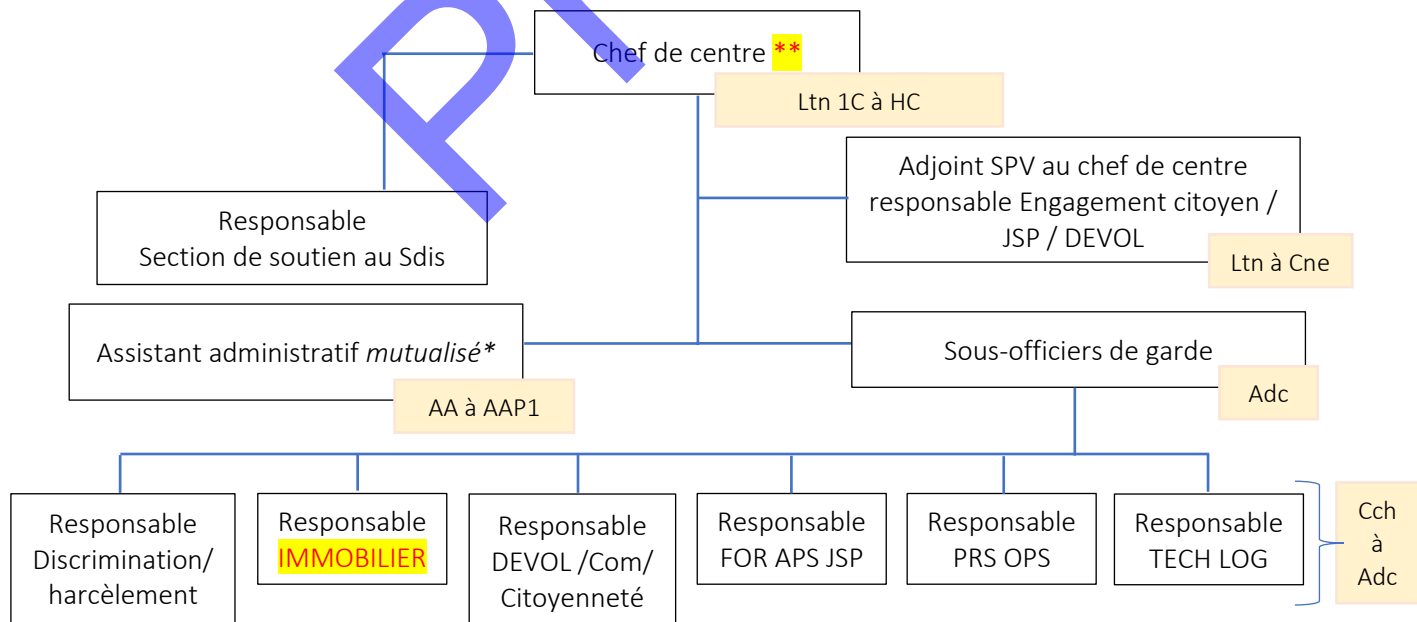 Chef de centre **
Ltn 1C à HC
Adjoint SPV au chef de centre
responsable Engagement citoyen /
JSP / DEVOL
Ltn à Cne
Responsable
Section de soutien au Sdis
Assistant administratif mutualisé*
AA à AAP1
Sous-officiers de garde
Adc
Responsable
Discrimination/
harcèlement
Responsable
IMMOBILIER
Responsable
DEVOL /Com/
Citoyenneté
Responsable
FOR APS JSP
Responsable
PRS OPS
Responsable
TECH LOG
Cch
à
Adc